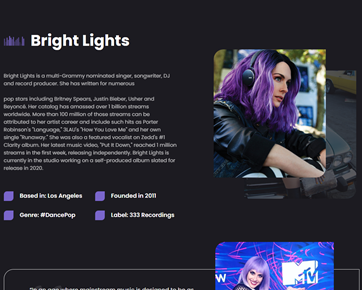 Bright Lights
Bright Lights is a multi-Grammy nominated singer, songwriter, DJ
and record producer. She has written for numerous
pop stars including Britney Spears, Justin Bieber, Usher and
Beyoncé. Her catalog has amassed over 1 billion streams
worldwide. More than 100 million of those streams can be
attributed to her artist career and include such hits as Porter
Robinson's "Language," 3LAU's "How You Love Me" and her own
single "Runaway." She was also a featured vocalist on Zedd's #1
Clarity album. Her latest music video, "Put It Down," reached 1 million
streams in the first week, releasing independently. Bright Lights is
currently in the studio working on a self-produced album slated for
release in 2020.
Based in: Los Angeles
Founded in 2011
Genre: #DancePop
Label: 333 Recordings
MTV